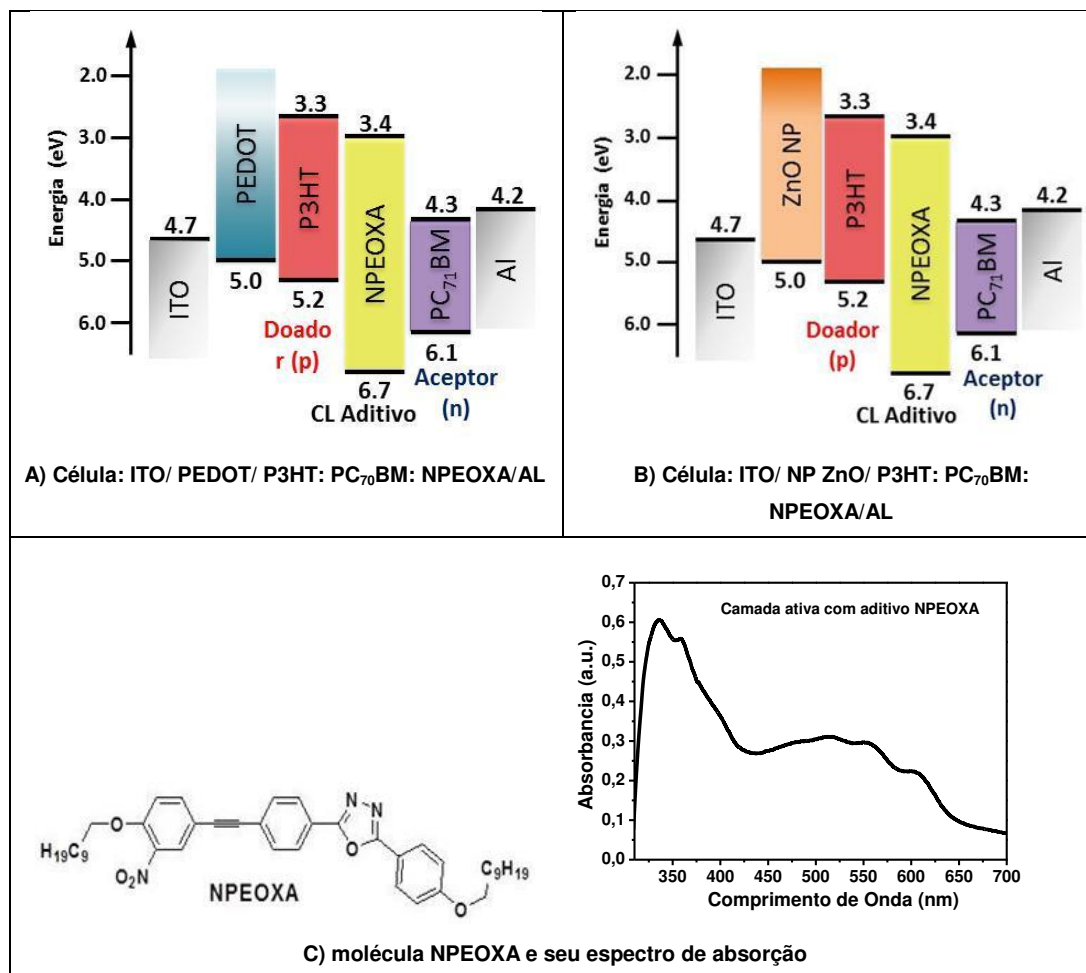 2.0
3.0
4.0
5.0
6.0
Energia (eV)
4.7
ITO
PEDOT
5.0
3.3
P3HT
5.2
Doado
r (p)
3.4
NPEOXA
6.7
CL Aditivo
4.3
PC71BM
6.1
Aceptor
(n)
4.2
Al
A) Célula: ITO/ PEDOT/ P3HT: PC70BM: NPEOXA/AL
2.0
3.0
4.0
5.0
6.0
Energia (eV)
4.7
ITO
ZnO NP
5.0
3.3
P3HT
5.2
Doador
(p)
3.4
NPEOXA
6.7
CL Aditivo
4.3
PC71BM
6.1
Aceptor
(n)
4.2
Al
B) Célula: ITO/ NP ZnO/ P3HT: PC70BM:
NPEOXA/AL
H19C9
O
O2N
N
N
O
O
C9H19
NPEOXA
Camada ativa com aditivo NPEOXA
Absorbancia (a.u.)
0,7
0,6
0,5
0,4
0,3
0,2
0,1
0,0
350 400 450 500 550 600 650 700
Comprimento de Onda (nm)
C) molécula NPEOXA e seu espectro de absorção